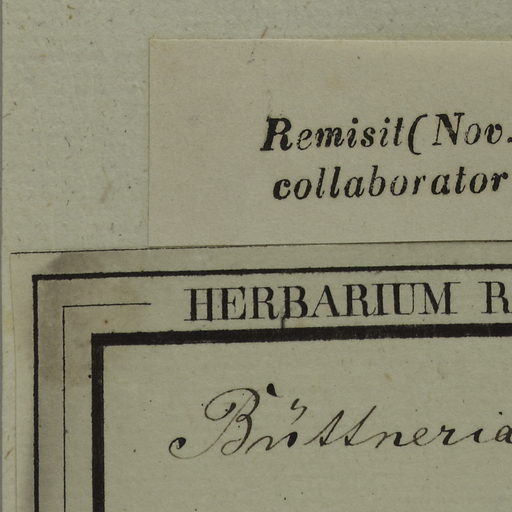 Remisit (Nov.
collaborator
HERBARIUM R
Büttneria